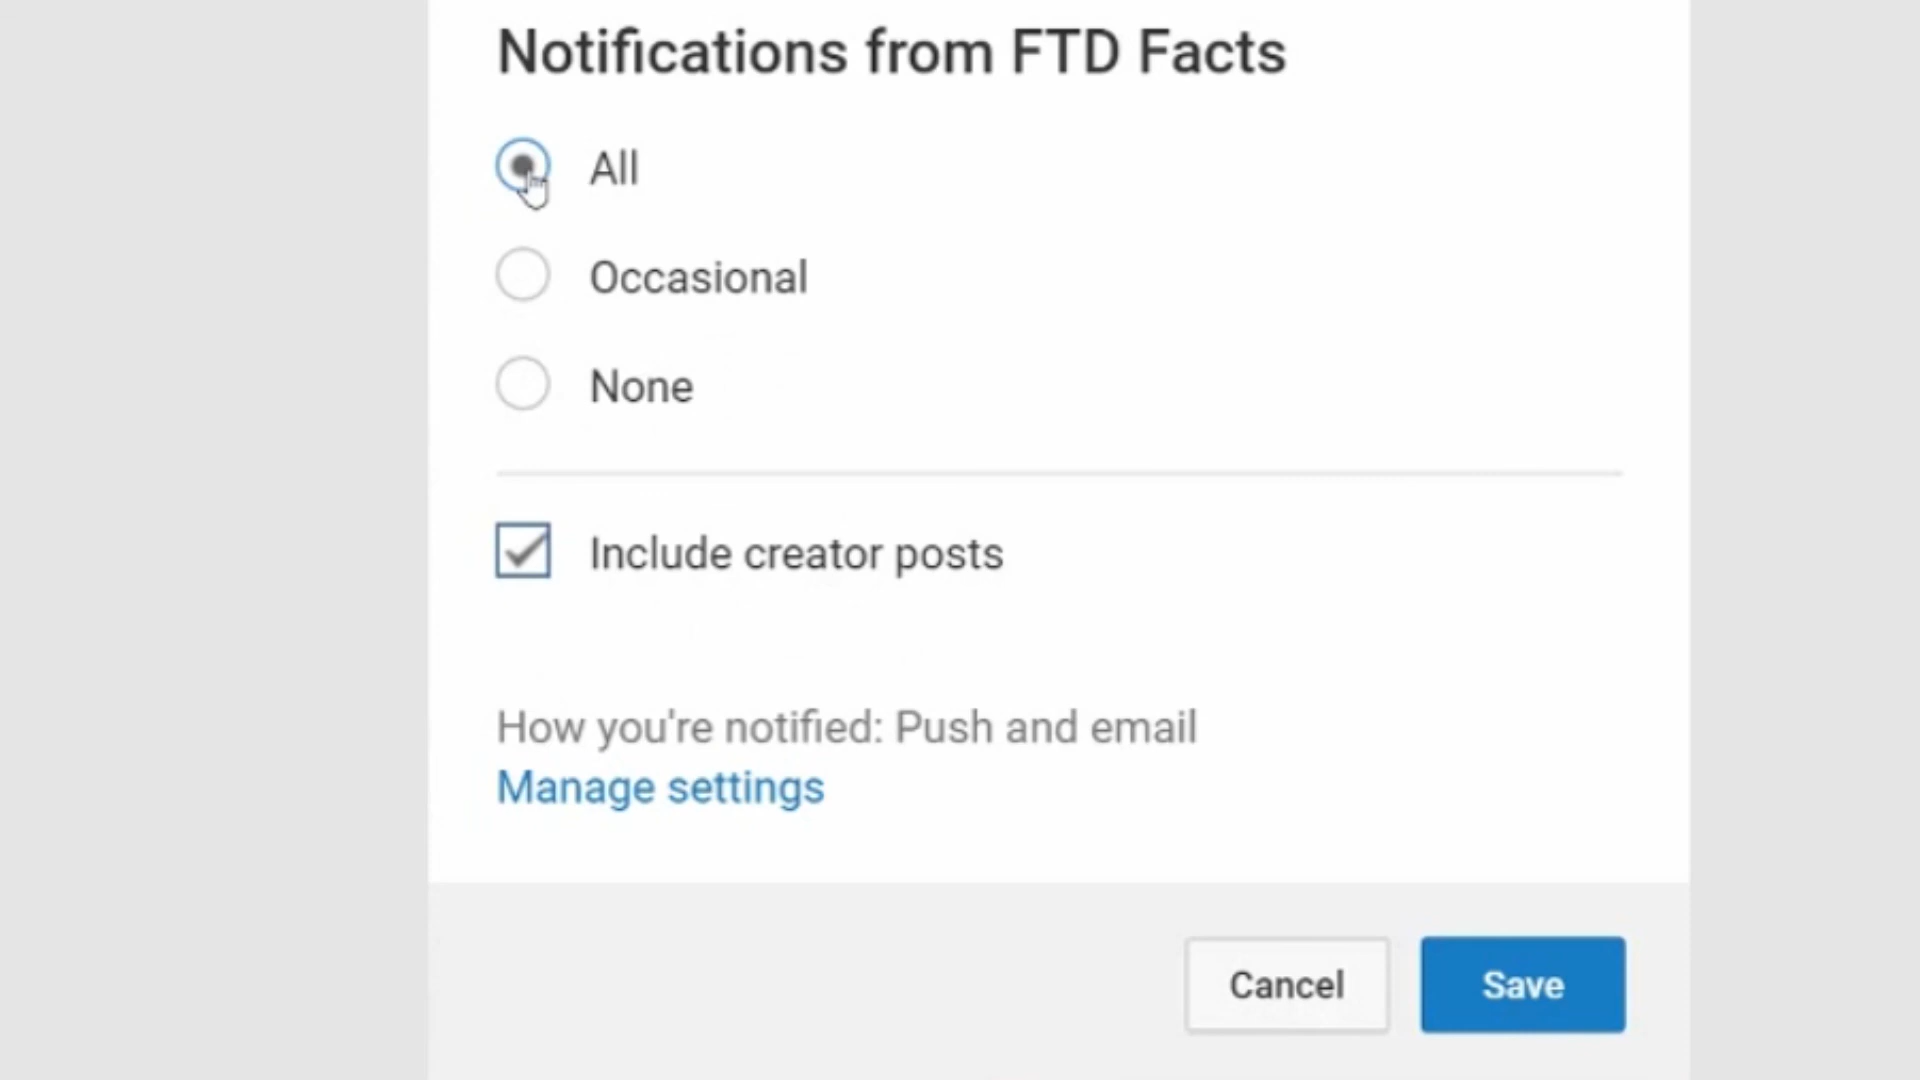 Notifications from FTD Facts
All
Occasional
None
Include creator posts
How you're notified: Push and email
Manage settings
Cancel
Save